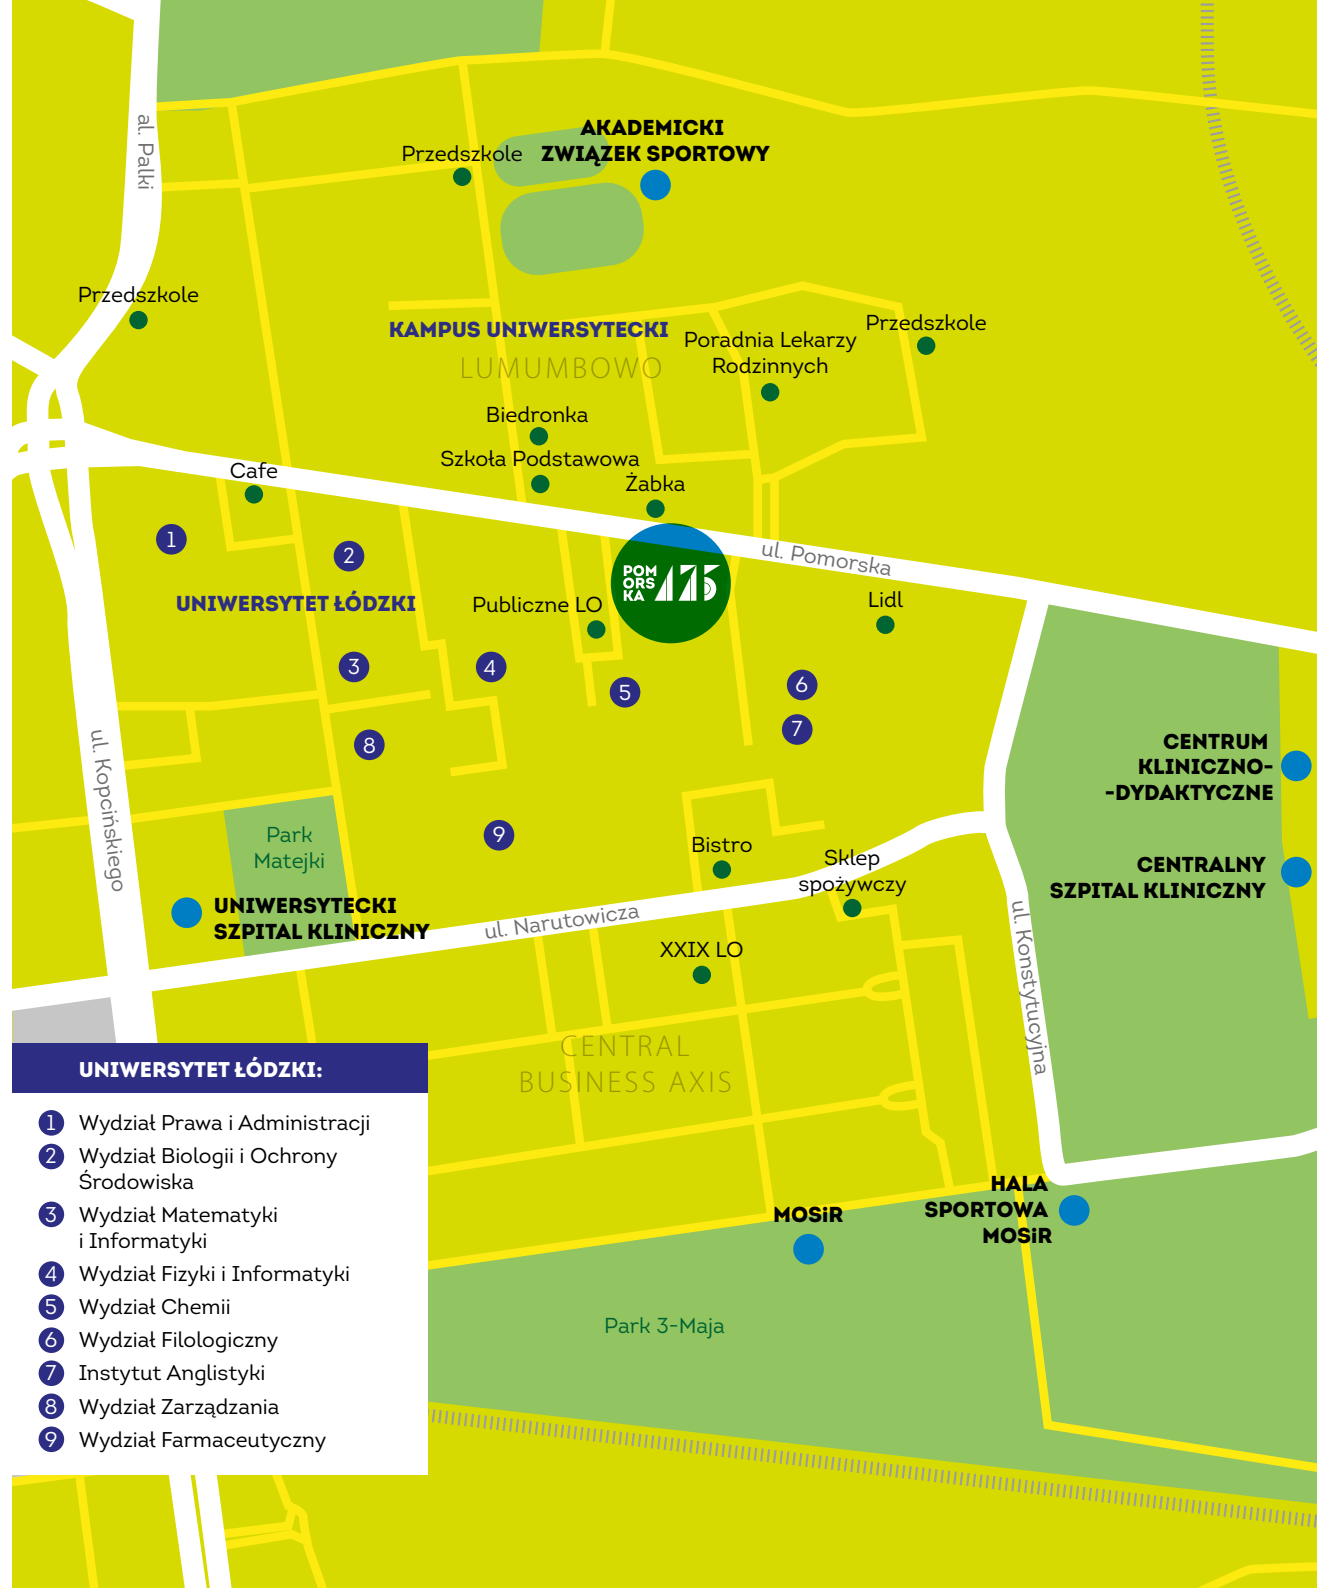 al. Palki
AKADEMICKI
ZWIĄZEK SPORTOWY
Przedszkole
Przedszkole
KAMPUS UNIWERSYTECKI
LUMUMBOWO
Poradnia Lekarzy
Rodzinnych
Przedszkole
Biedronka
Szkoła Podstawowa
Cafe
Żabka
ul. Pomorska
1
2
POM
ORS
KA
175
UNIWERSYTET ŁÓDZKI
Publiczne LO
Lidl
3
4
5
6
7
8
ul. Kopcińskiego
CENTRUM
KLINICZNO-
-DYDAKTYCZNE
Park
Matejki
9
Bistro
Sklep
spożywczy
CENTRALNY
SZPITAL KLINICZNY
UNIWERSYTECKI
SZPITAL KLINICZNY
ul. Narutowicza
ul. Konstytucyjna
XXIX LO
CENTRAL
BUSINESS AXIS
HALA
SPORTOWA
MOSiR
MOSiR
Park 3-Maja
UNIWERSYTET ŁÓDZKI:
1 Wydział Prawa i Administracji
2 Wydział Biologii i Ochrony
Środowiska
3 Wydział Matematyki
i Informatyki
4 Wydział Fizyki i Informatyki
5 Wydział Chemii
6 Wydział Filologiczny
7 Instytut Anglistyki
8 Wydział Zarządzania
9 Wydział Farmaceutyczny